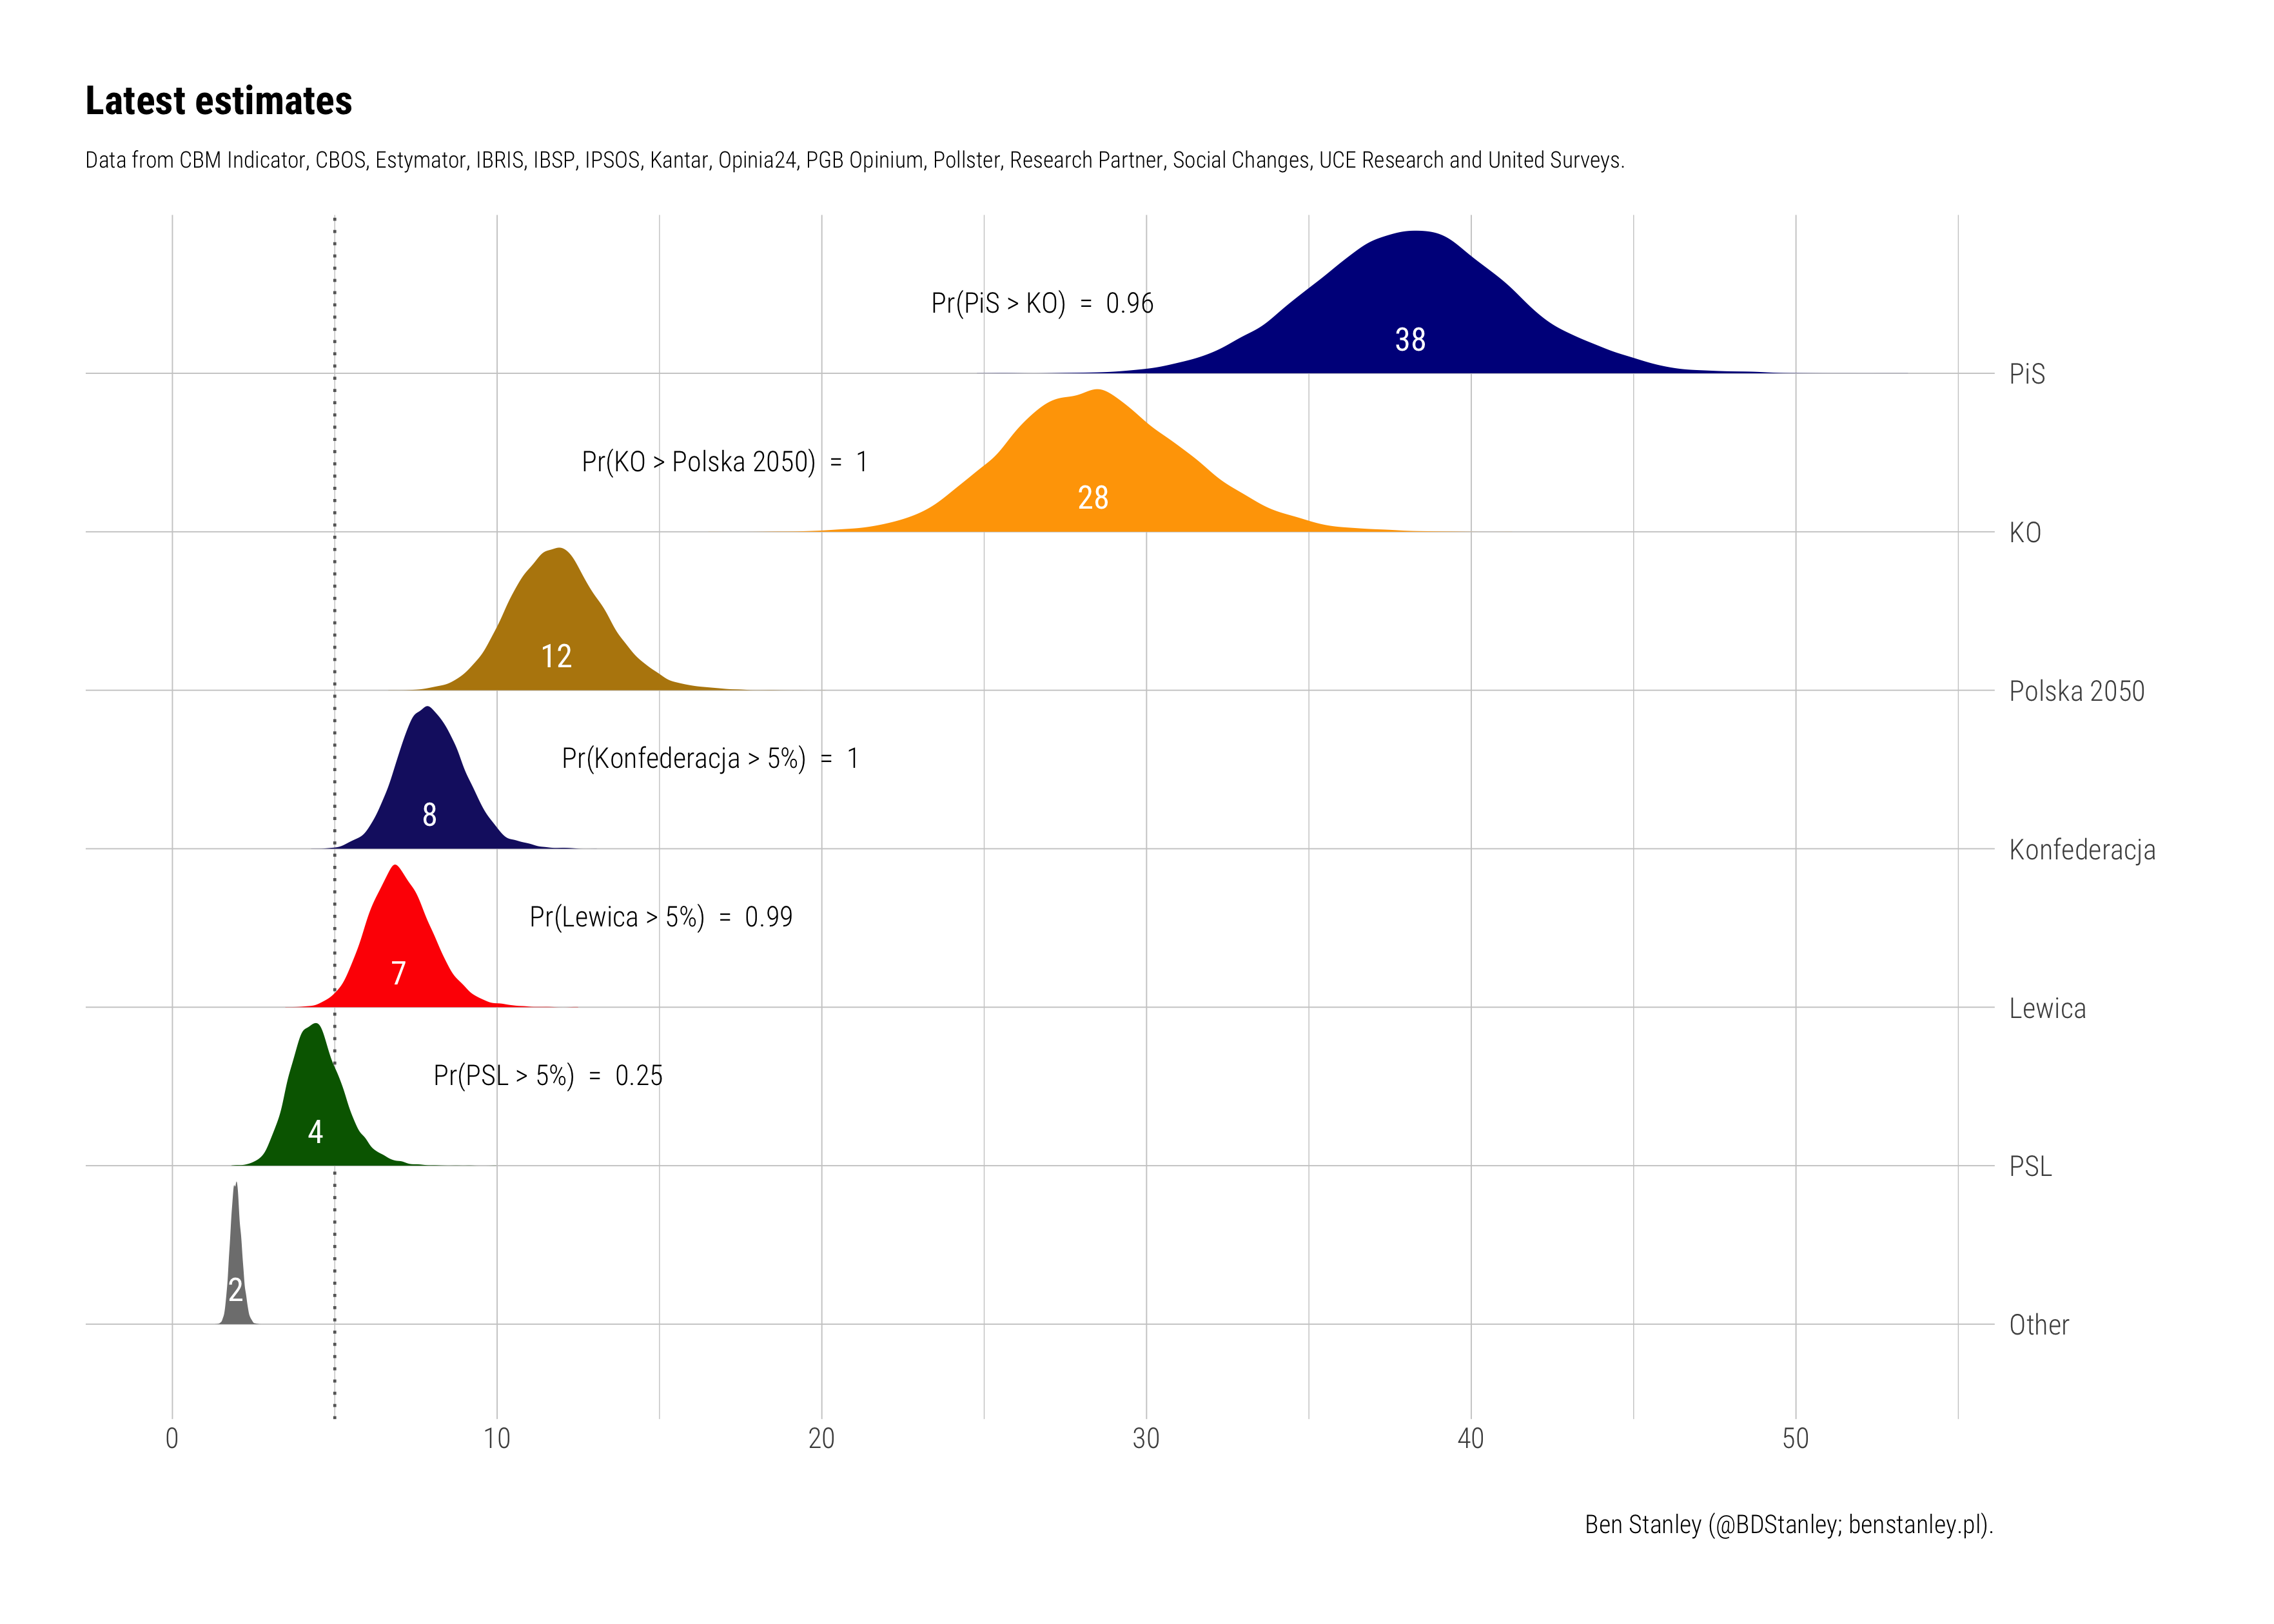 Latest estimates
Data from CBM Indicator, CBOS, Estymator, IBRIS, IBSP, IPSOS, Kantar, Opinia24, PGB Opinium, Pollster, Research Partner, Social Changes, UCE Research and United Surveys.
Pr(PiS > KO) = 0.96
38
PiS
Pr(KO > Polska 2050) = 1
28
KO
12
Polska 2050
Pr(Konfederacja > 5%) = 1
8
Konfederacja
Pr(Lewica > 5%) = 0.99
7
Lewica
Pr(PSL > 5%) = 0.25
4
PSL
2
Other
0 10 20 30 40 50
Ben Stanley (@BDStanley; benstanley.pl).